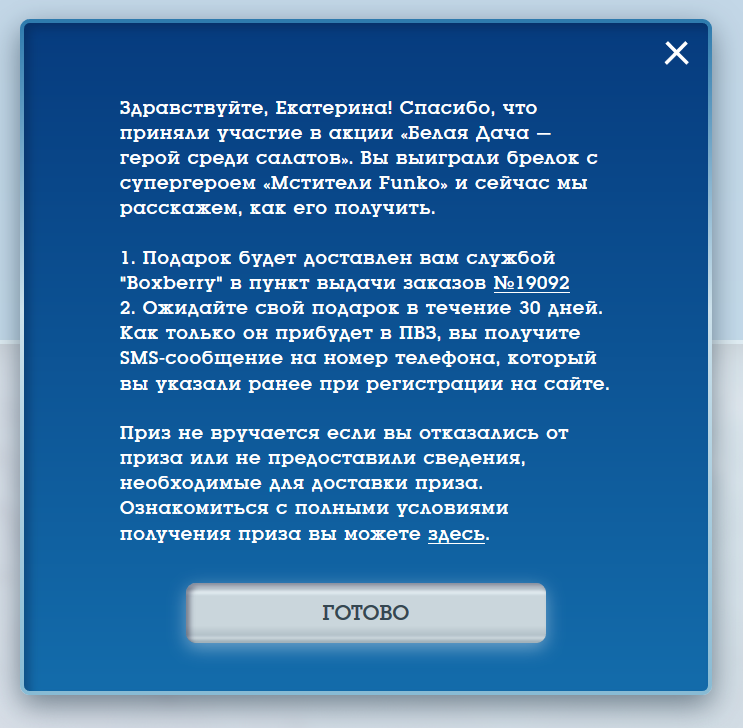 Здравствуйте, Екатерина! Спасибо, что
приняли участие в акции «Белая Дача —
герой среди салатов». Вы выиграли брелок с
супергероем «Мстители Funko» и сейчас мы
расскажем, как его получить.
1. Подарок будет доставлен вам службой
"Boxberry" в пункт выдачи заказов №19092
2. Ожидайте свой подарок в течение 30 дней.
Как только он прибудет в ПВЗ, вы получите
SMS-сообщение на номер телефона, который
вы указали ранее при регистрации на сайте.
Приз не вручается если вы отказались от
приза или не предоставили сведения,
необходимые для доставки приза.
Ознакомиться с полными условиями
получения приза вы можете здесь.
ГОТОВО